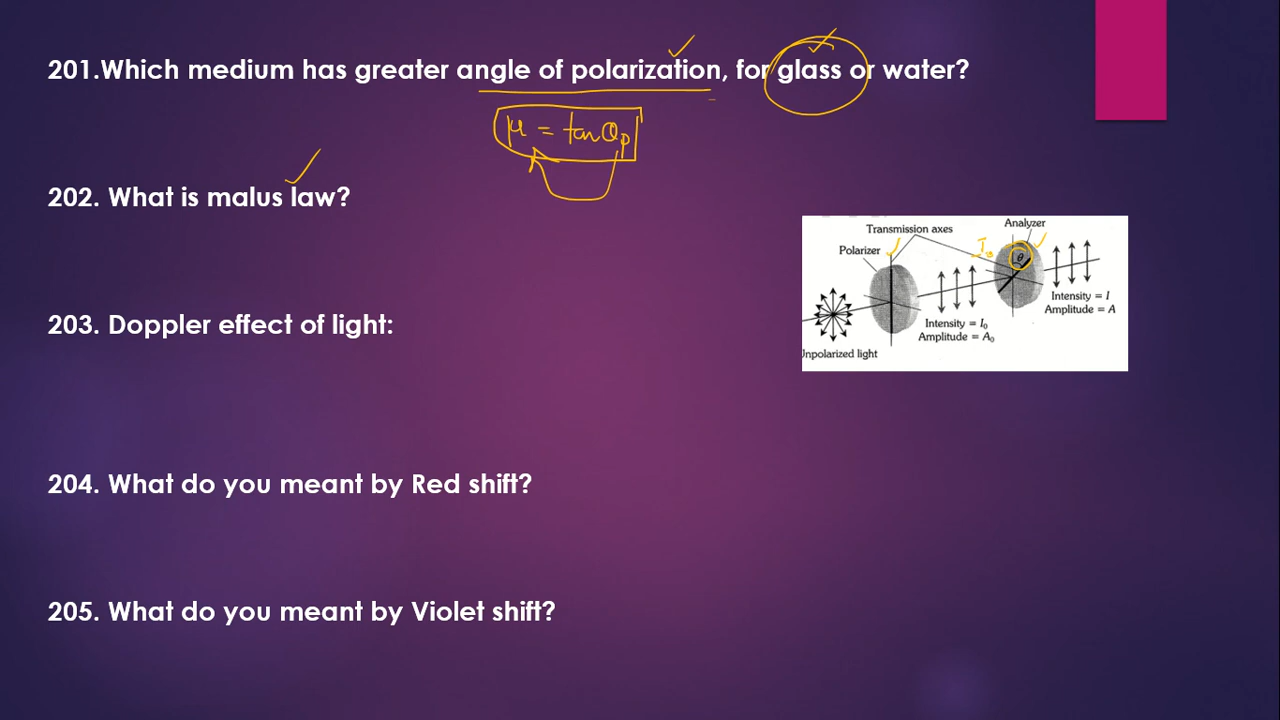 201.Which medium has greater angle of polarization, for glass or water?
μ = tanθp
202. What is malus law?
Transmission axes
Analyzer
Polarizer
I₀
θ
Intensity = I
Amplitude = A
Intensity = I₀
Amplitude = A₀
Unpolarized light
203. Doppler effect of light:
204. What do you meant by Red shift?
205. What do you meant by Violet shift?